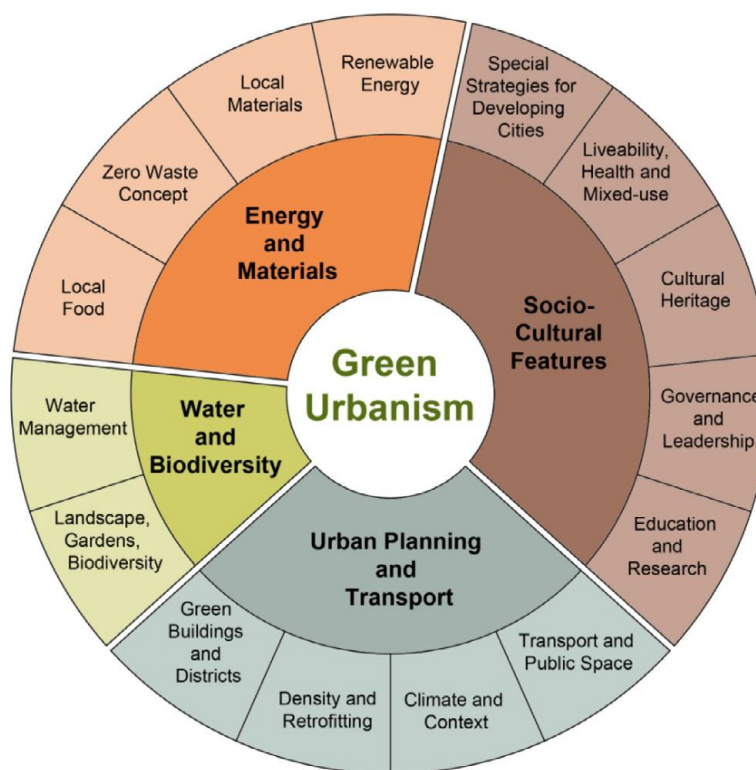 Green
Urbanism
Energy
and
Materials
Local
Food
Zero Waste
Concept
Local
Materials
Renewable
Energy
Socio-
Cultural
Features
Special
Strategies for
Developing
Cities
Liveability,
Health and
Mixed-use
Cultural
Heritage
Governance
and
Leadership
Education
and
Research
Urban Planning
and
Transport
Transport and
Public Space
Climate and
Context
Density and
Retrofitting
Green
Buildings
and
Districts
Water
and
Biodiversity
Landscape,
Gardens,
Biodiversity
Water
Management